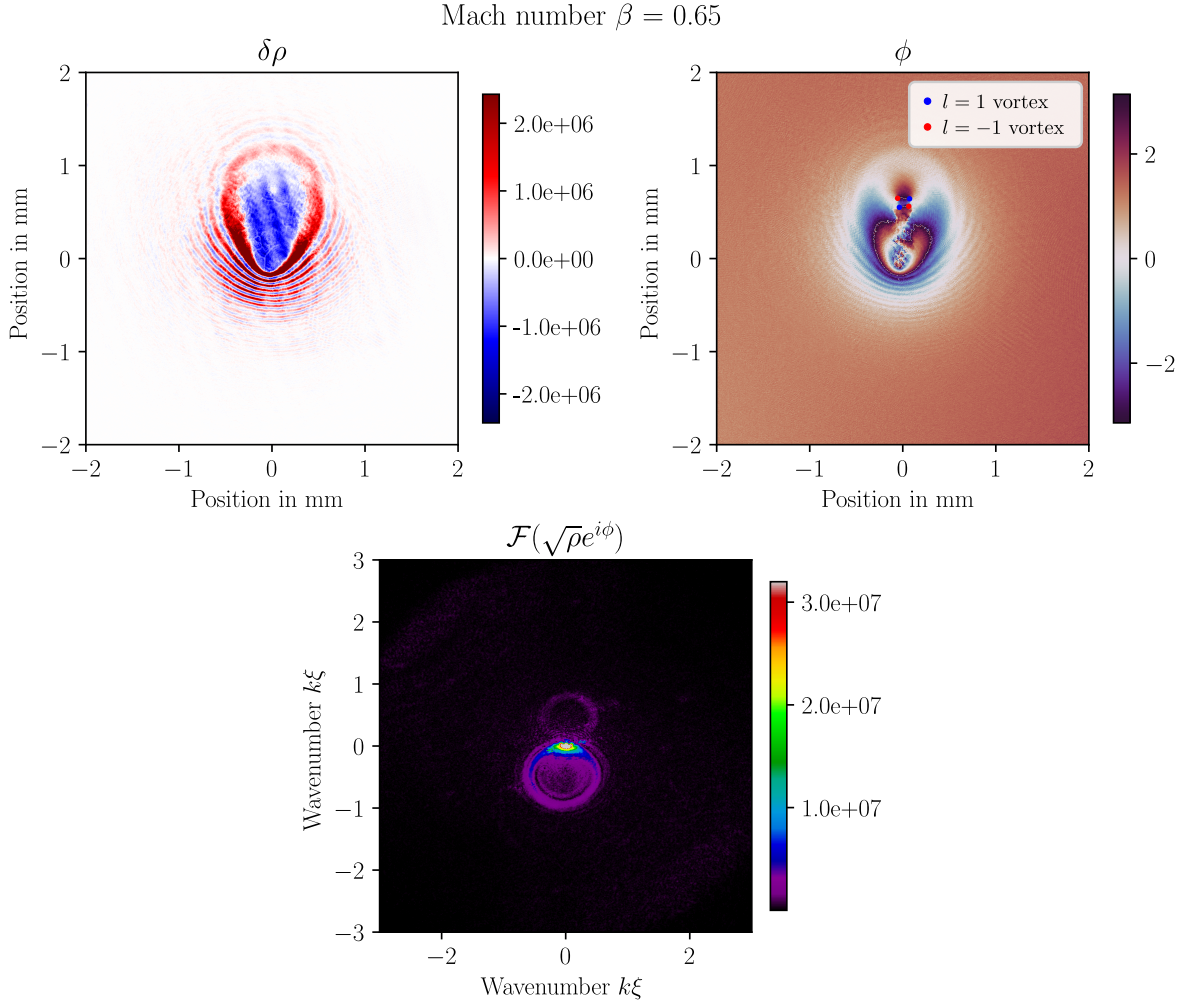 Mach number β = 0.65
δρ
2
1
0
−1
−2
−2
−1
0
1
2
Position in mm
Position in mm
2.0e+06
1.0e+06
0.0e+00
-1.0e+06
-2.0e+06
ϕ
l = 1 vortex
l = −1 vortex
2
1
0
−1
−2
−2
−1
0
1
2
Position in mm
Position in mm
2
0
−2
ℱ(√ρe^{iϕ})
3
2
1
0
−1
−2
−3
−2
0
2
Wavenumber kξ
Wavenumber kξ
3.0e+07
2.0e+07
1.0e+07